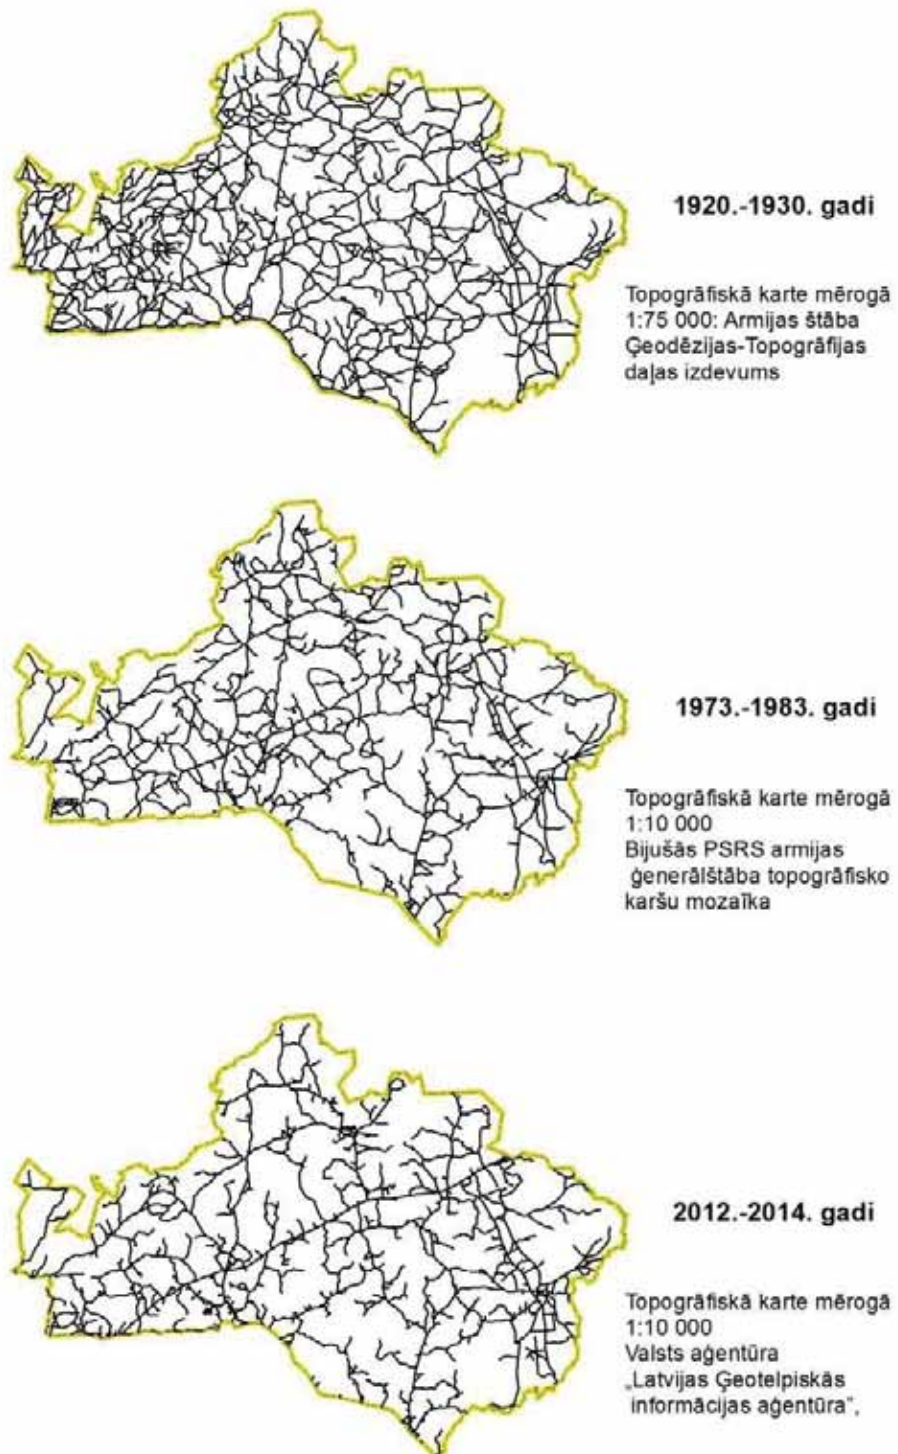 1920.-1930. gadi
Topogrāfiskā karte mērogā
1:75 000: Armijas štāba
Ģeodēzijas-Topogrāfijas
daļas izdevums
1973.-1983. gadi
Topogrāfiskā karte mērogā
1:10 000
Bijušās PSRS armijas
ģenerālštāba topogrāfisko
karšu mozaīka
2012.-2014. gadi
Topogrāfiskā karte mērogā
1:10 000
Valsts aģentūra
„Latvijas Ģeotelpiskās
informācijas aģentūra”,